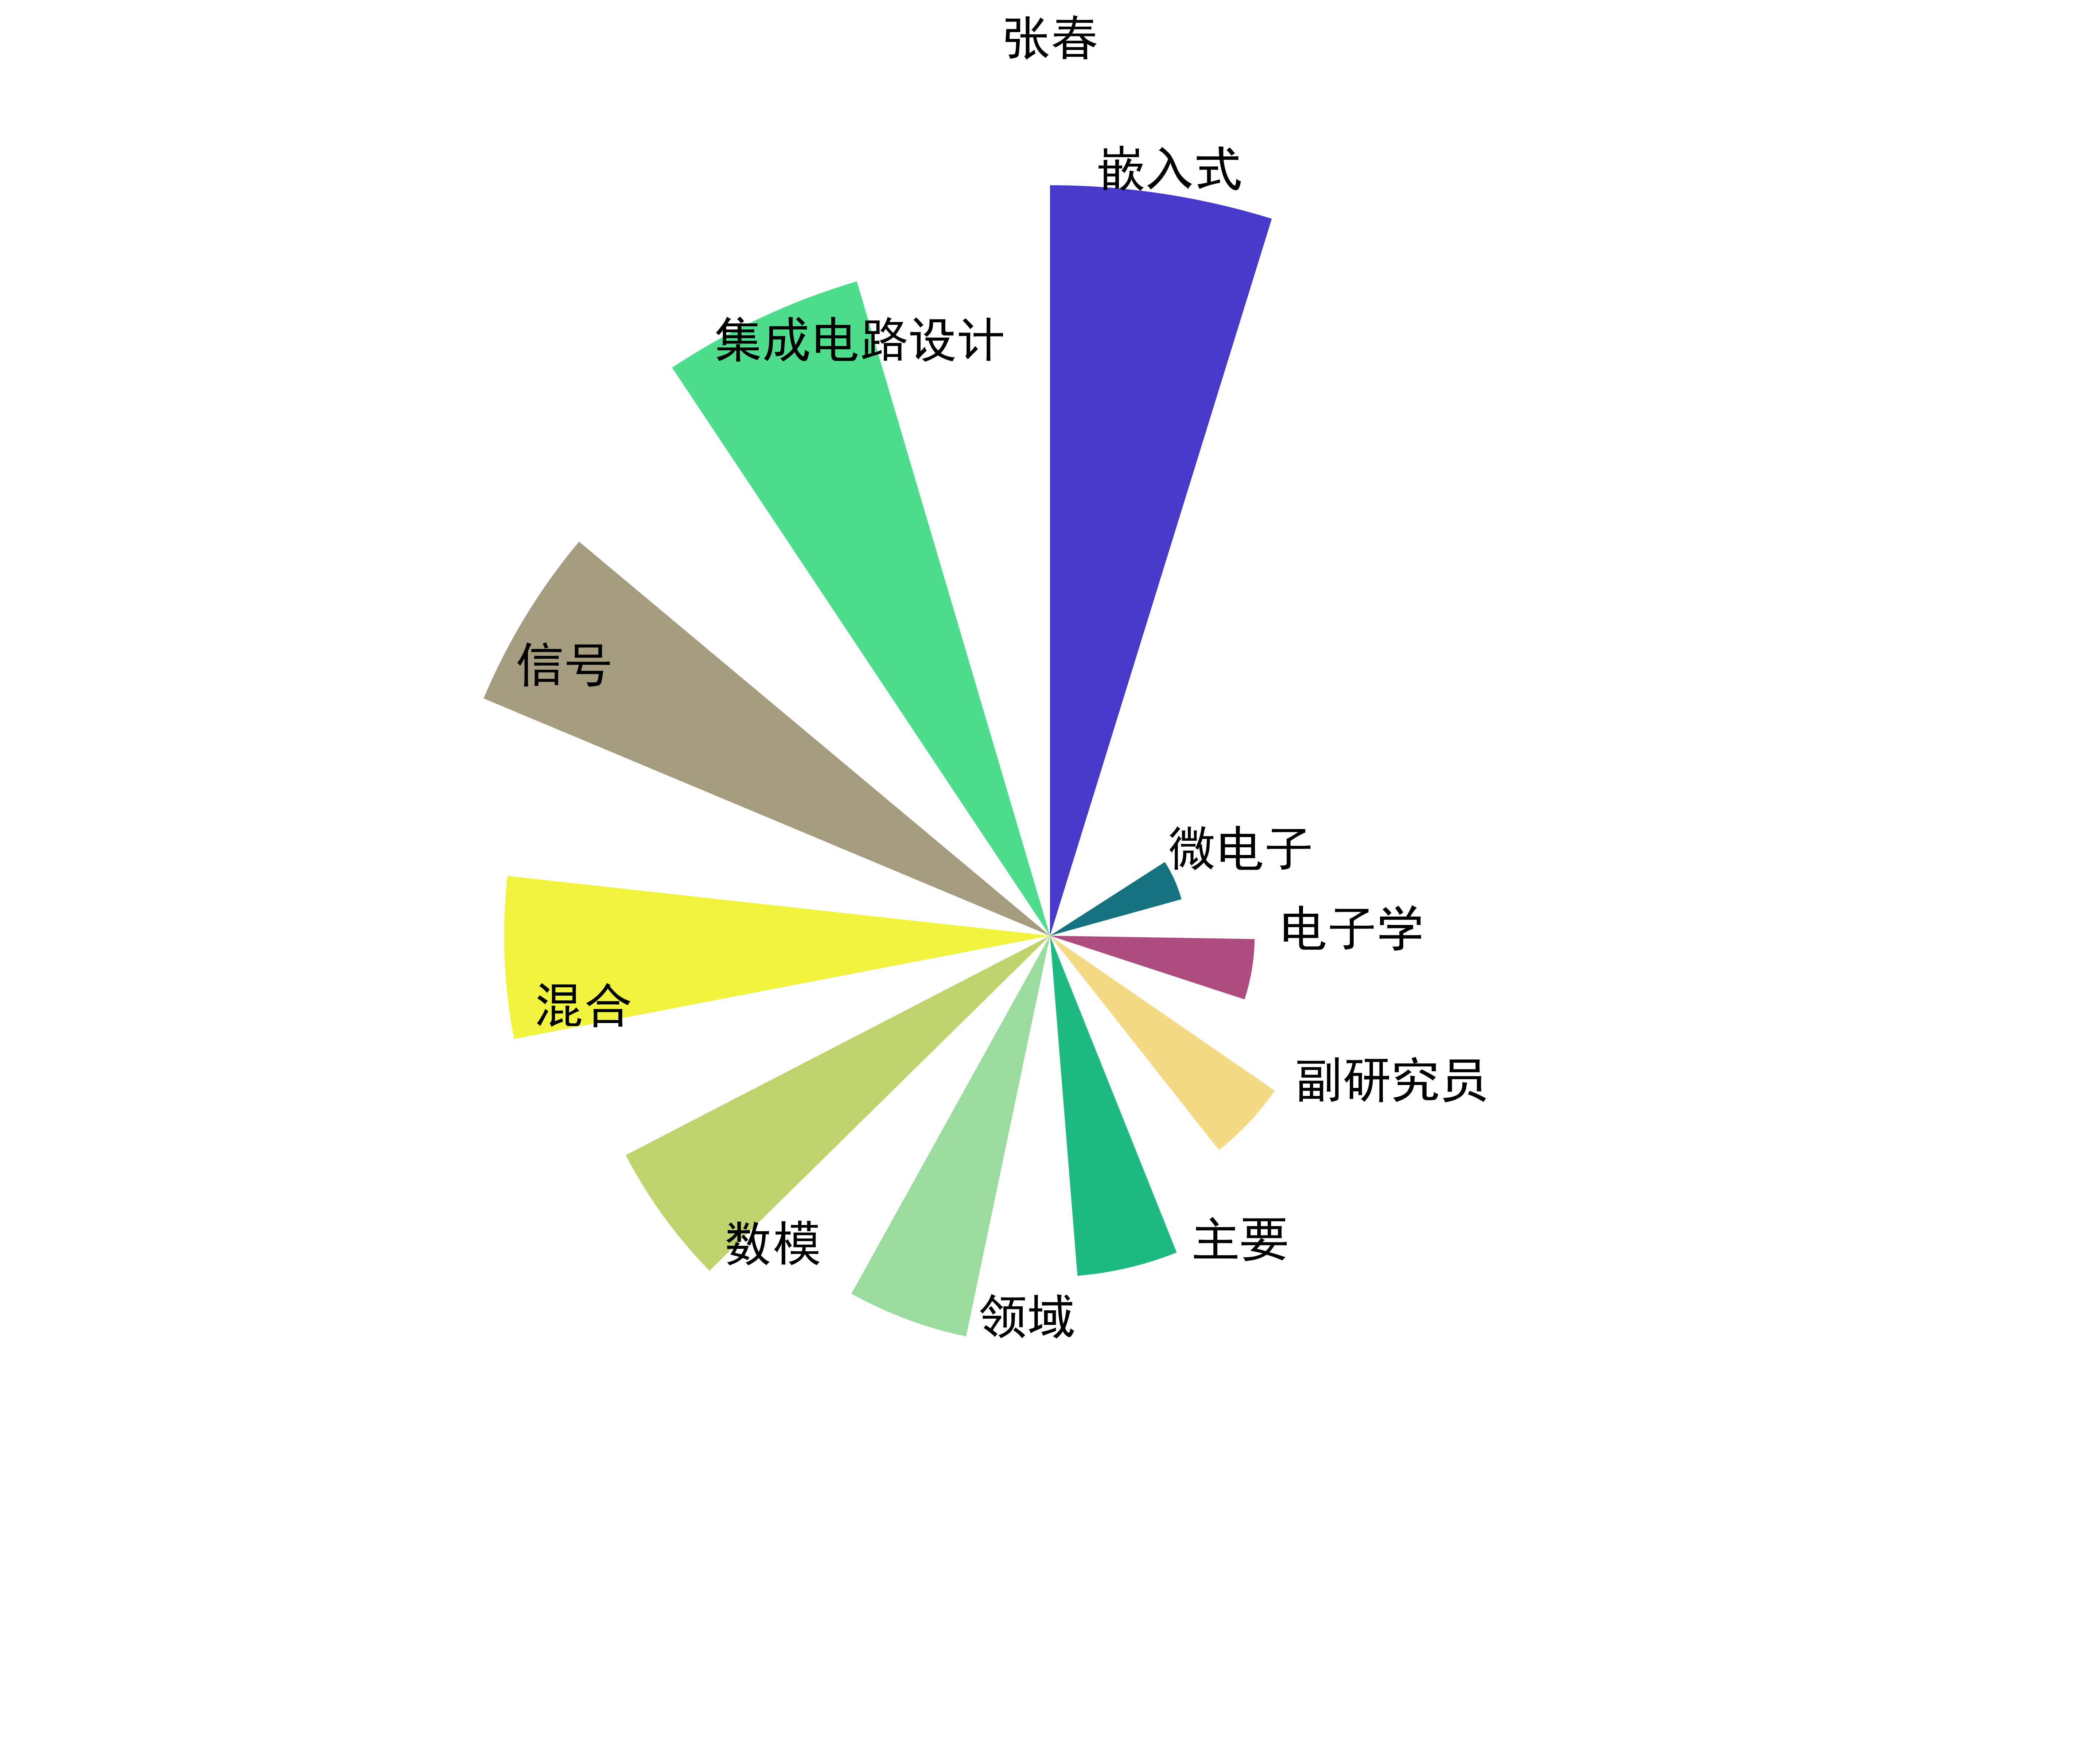 张春
嵌入式
集成电路设计
信号
微电子
电子学
混合
副研究员
数模
主要
领域